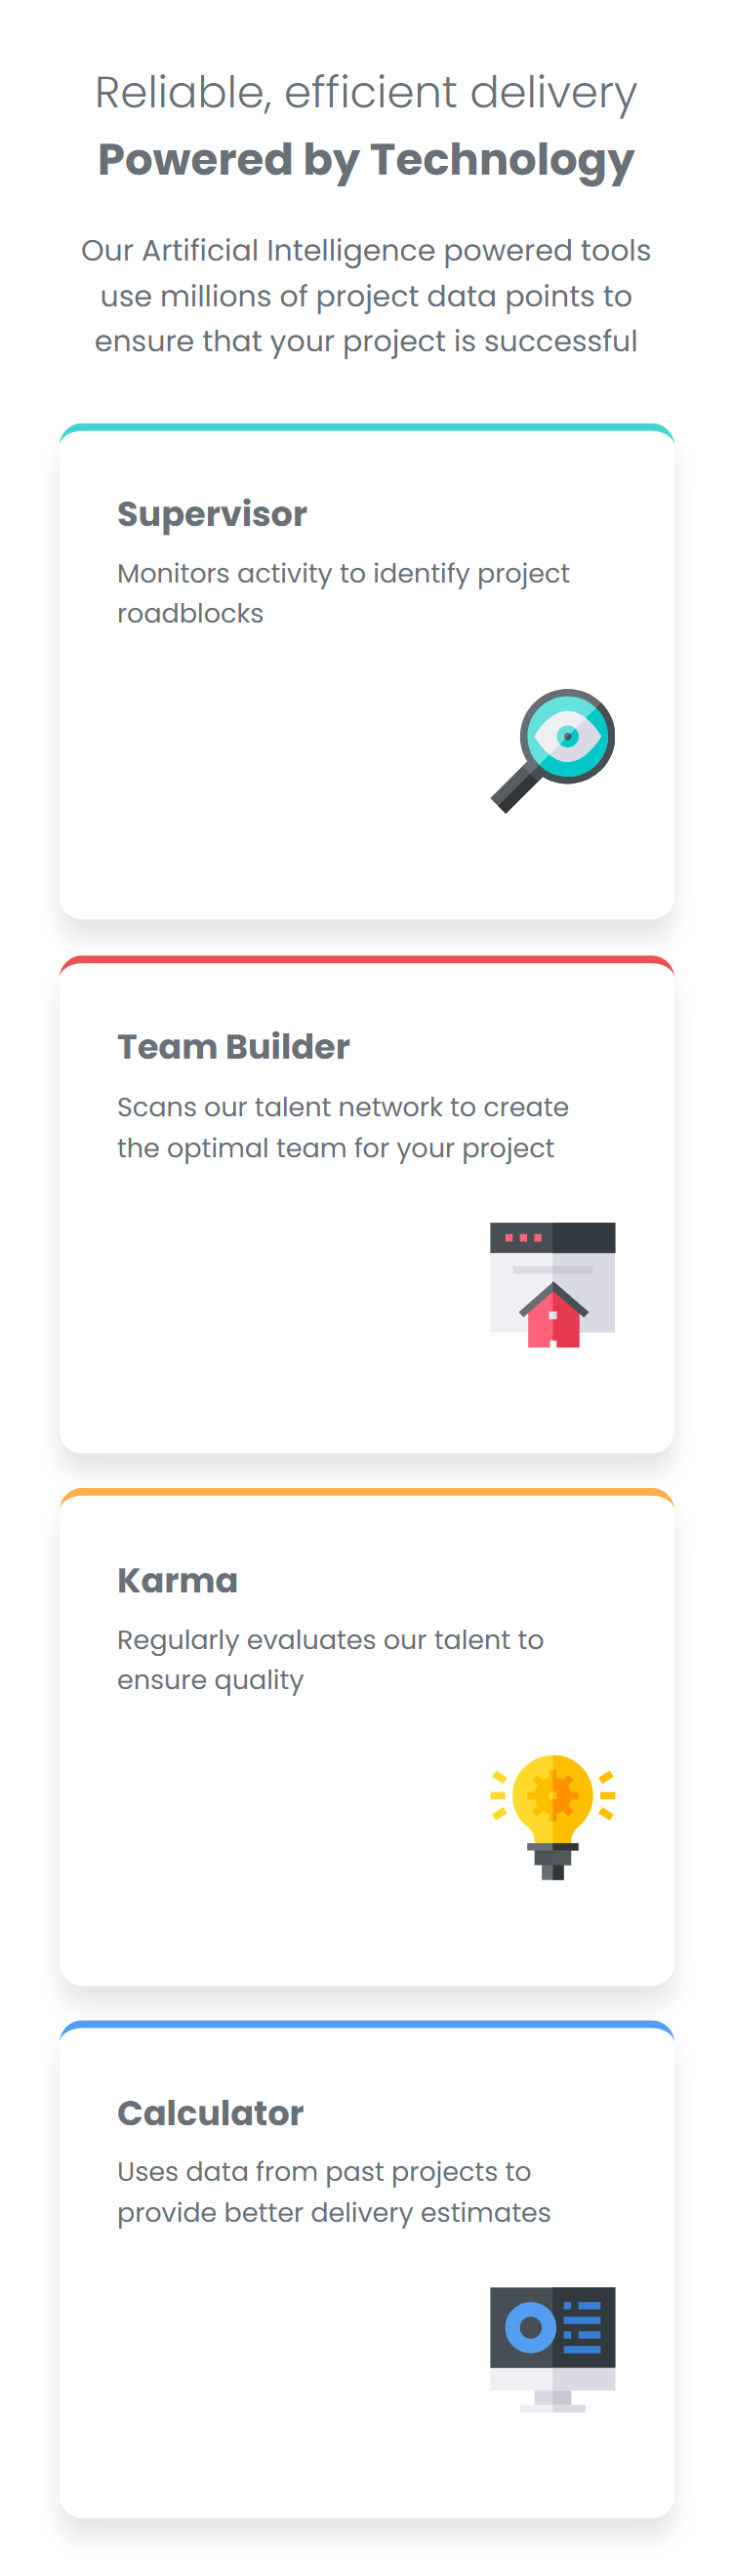 Reliable, efficient delivery
Powered by Technology
Our Artificial Intelligence powered tools
use millions of project data points to
ensure that your project is successful
Supervisor
Monitors activity to identify project
roadblocks
Team Builder
Scans our talent network to create
the optimal team for your project
Karma
Regularly evaluates our talent to
ensure quality
Calculator
Uses data from past projects to
provide better delivery estimates